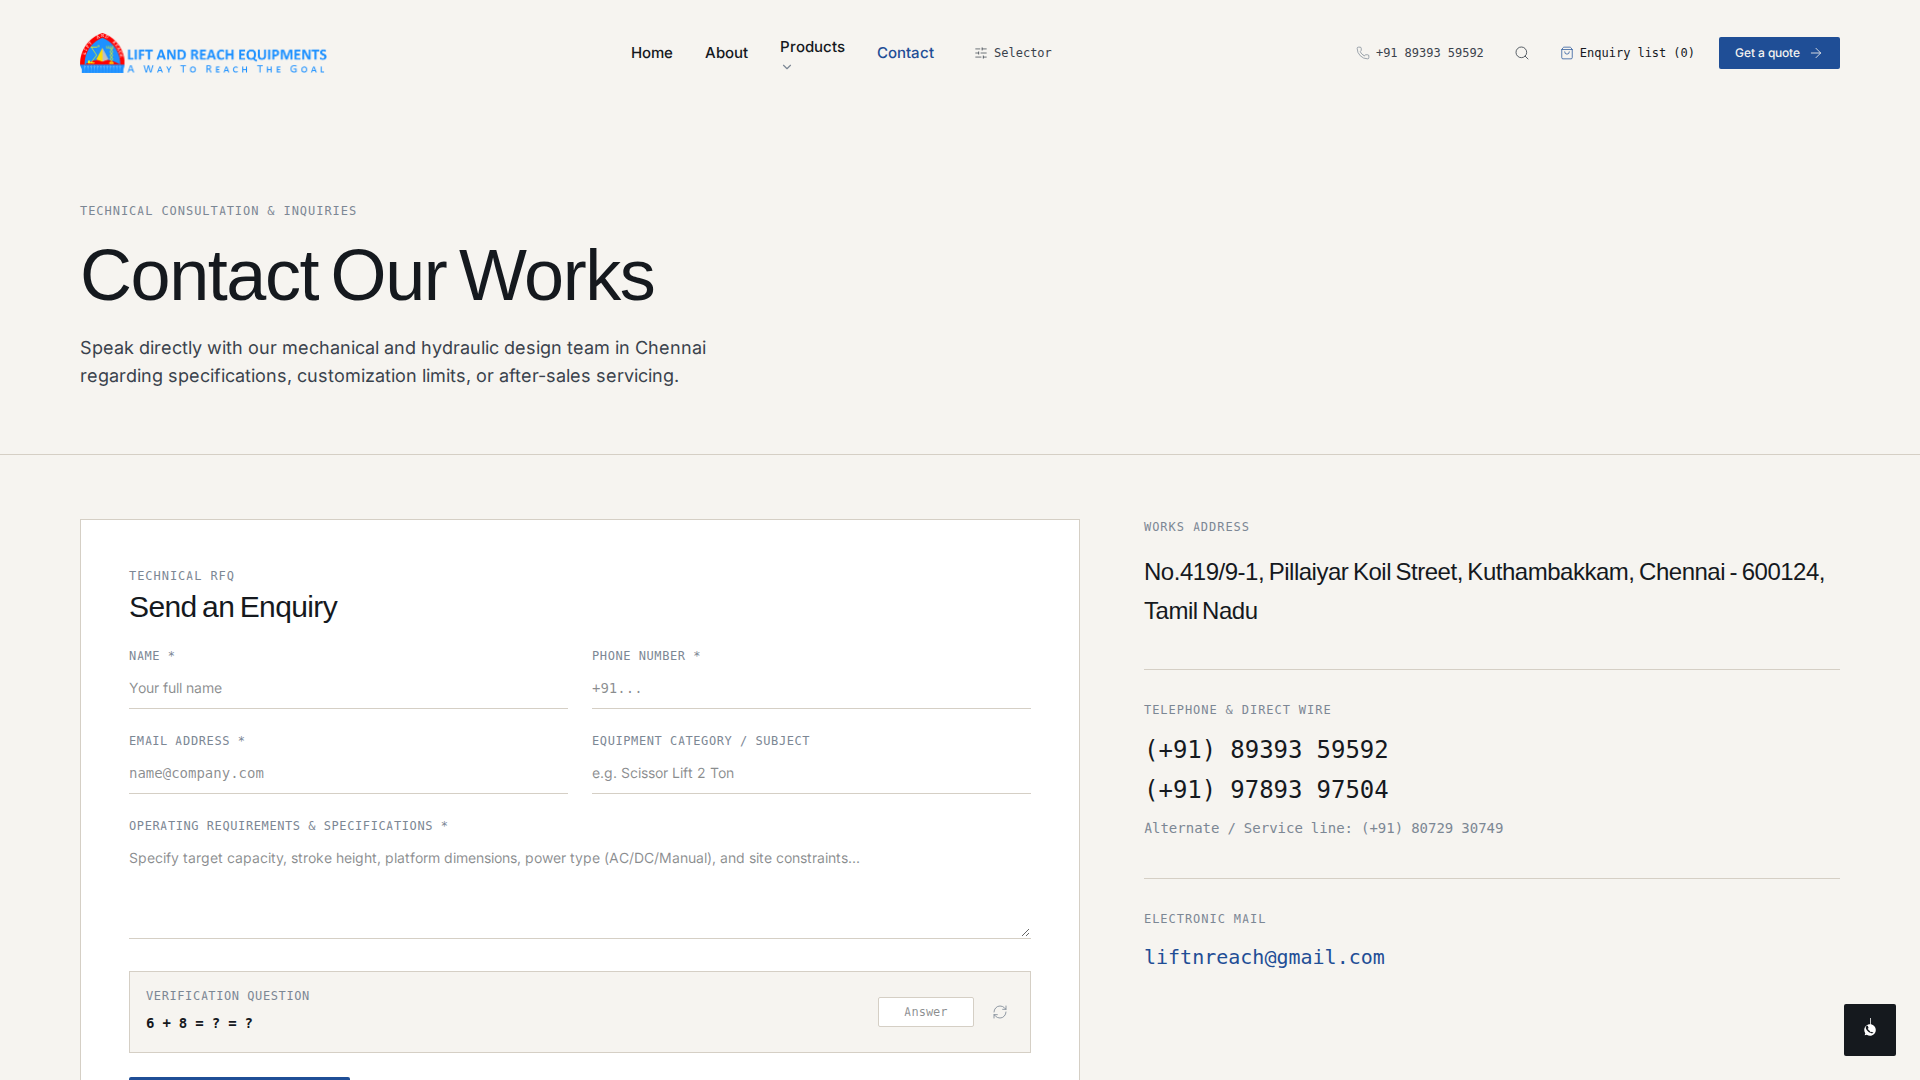 LIFT AND REACH EQUIPMENTS
A WAY TO REACH THE GOAL
Home
About
Products
Contact
Selector
+91 89393 59592
Enquiry list (0)
Get a quote
TECHNICAL CONSULTATION & INQUIRIES
Contact Our Works
Speak directly with our mechanical and hydraulic design team in Chennai
regarding specifications, customization limits, or after-sales servicing.
TECHNICAL RFQ
Send an Enquiry
NAME *
PHONE NUMBER *
Your full name
+91...
EMAIL ADDRESS *
EQUIPMENT CATEGORY / SUBJECT
name@company.com
e.g. Scissor Lift 2 Ton
OPERATING REQUIREMENTS & SPECIFICATIONS *
Specify target capacity, stroke height, platform dimensions, power type (AC/DC/Manual), and site constraints...
VERIFICATION QUESTION
6 + 8 = ? = ?
Answer
WORKS ADDRESS
No.419/9-1, Pillaiyar Koil Street, Kuthambakkam, Chennai - 600124,
Tamil Nadu
TELEPHONE & DIRECT WIRE
(+91) 89393 59592
(+91) 97893 97504
Alternate / Service line: (+91) 80729 30749
ELECTRONIC MAIL
liftnreach@gmail.com